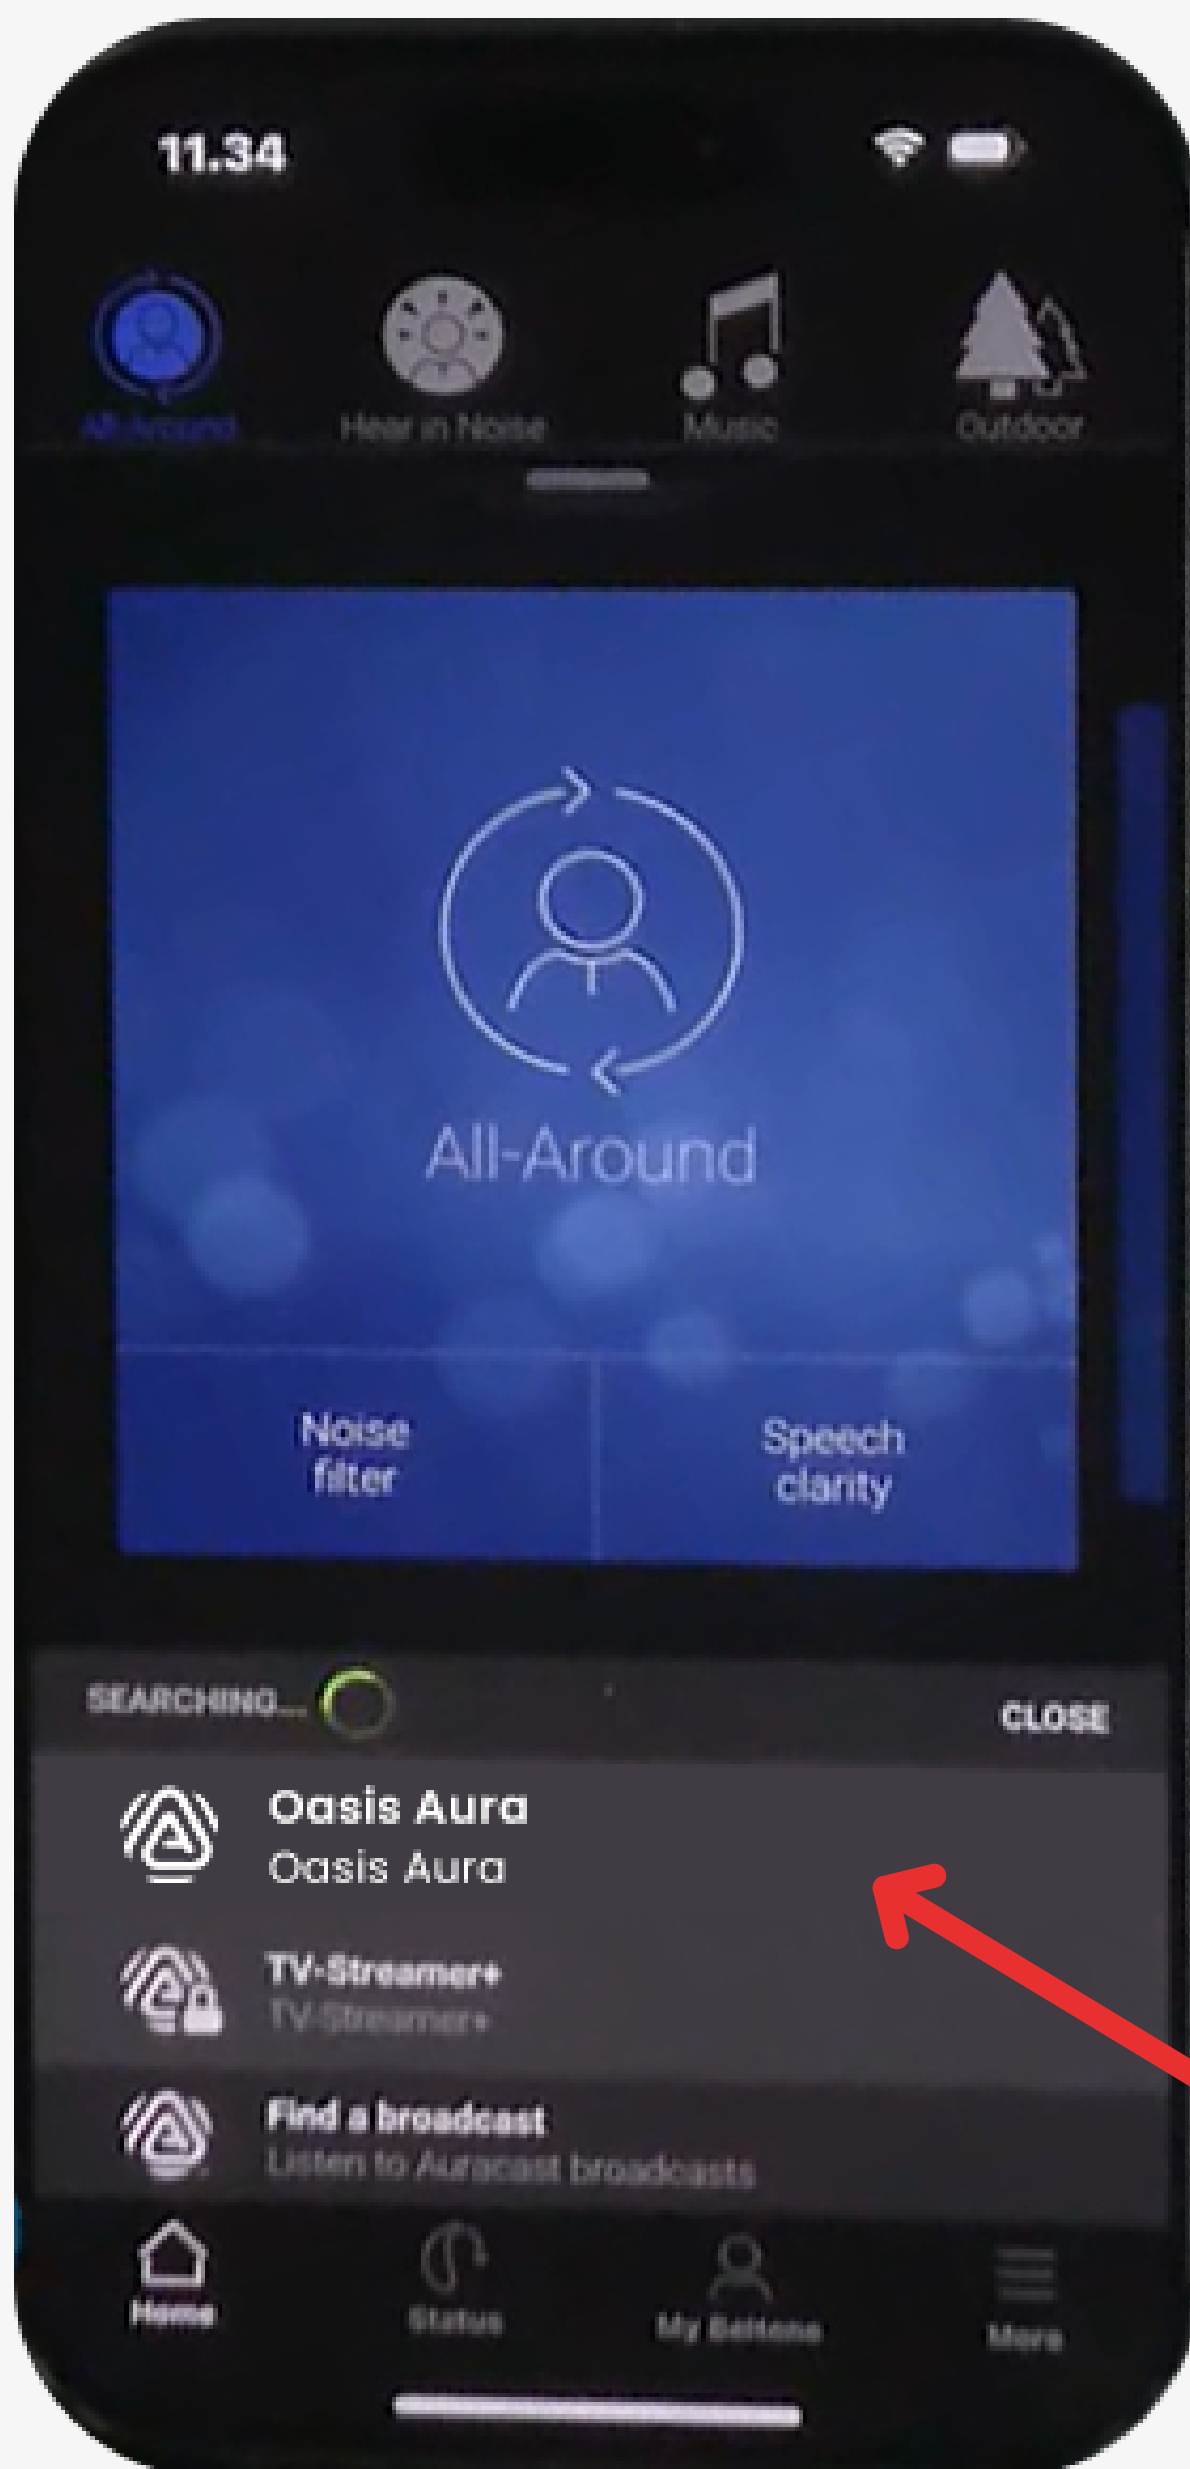 11.34
All-Around
Hear in Noise
Music
Outdoor
All-Around
Noise
filter
Speech
clarity
SEARCHING...
CLOSE
Oasis Aura
Oasis Aura
TV-Streamer+
TV-Streamer+
Find a broadcast
Listen to Auracast broadcasts
Home
Status
My Beltone
More